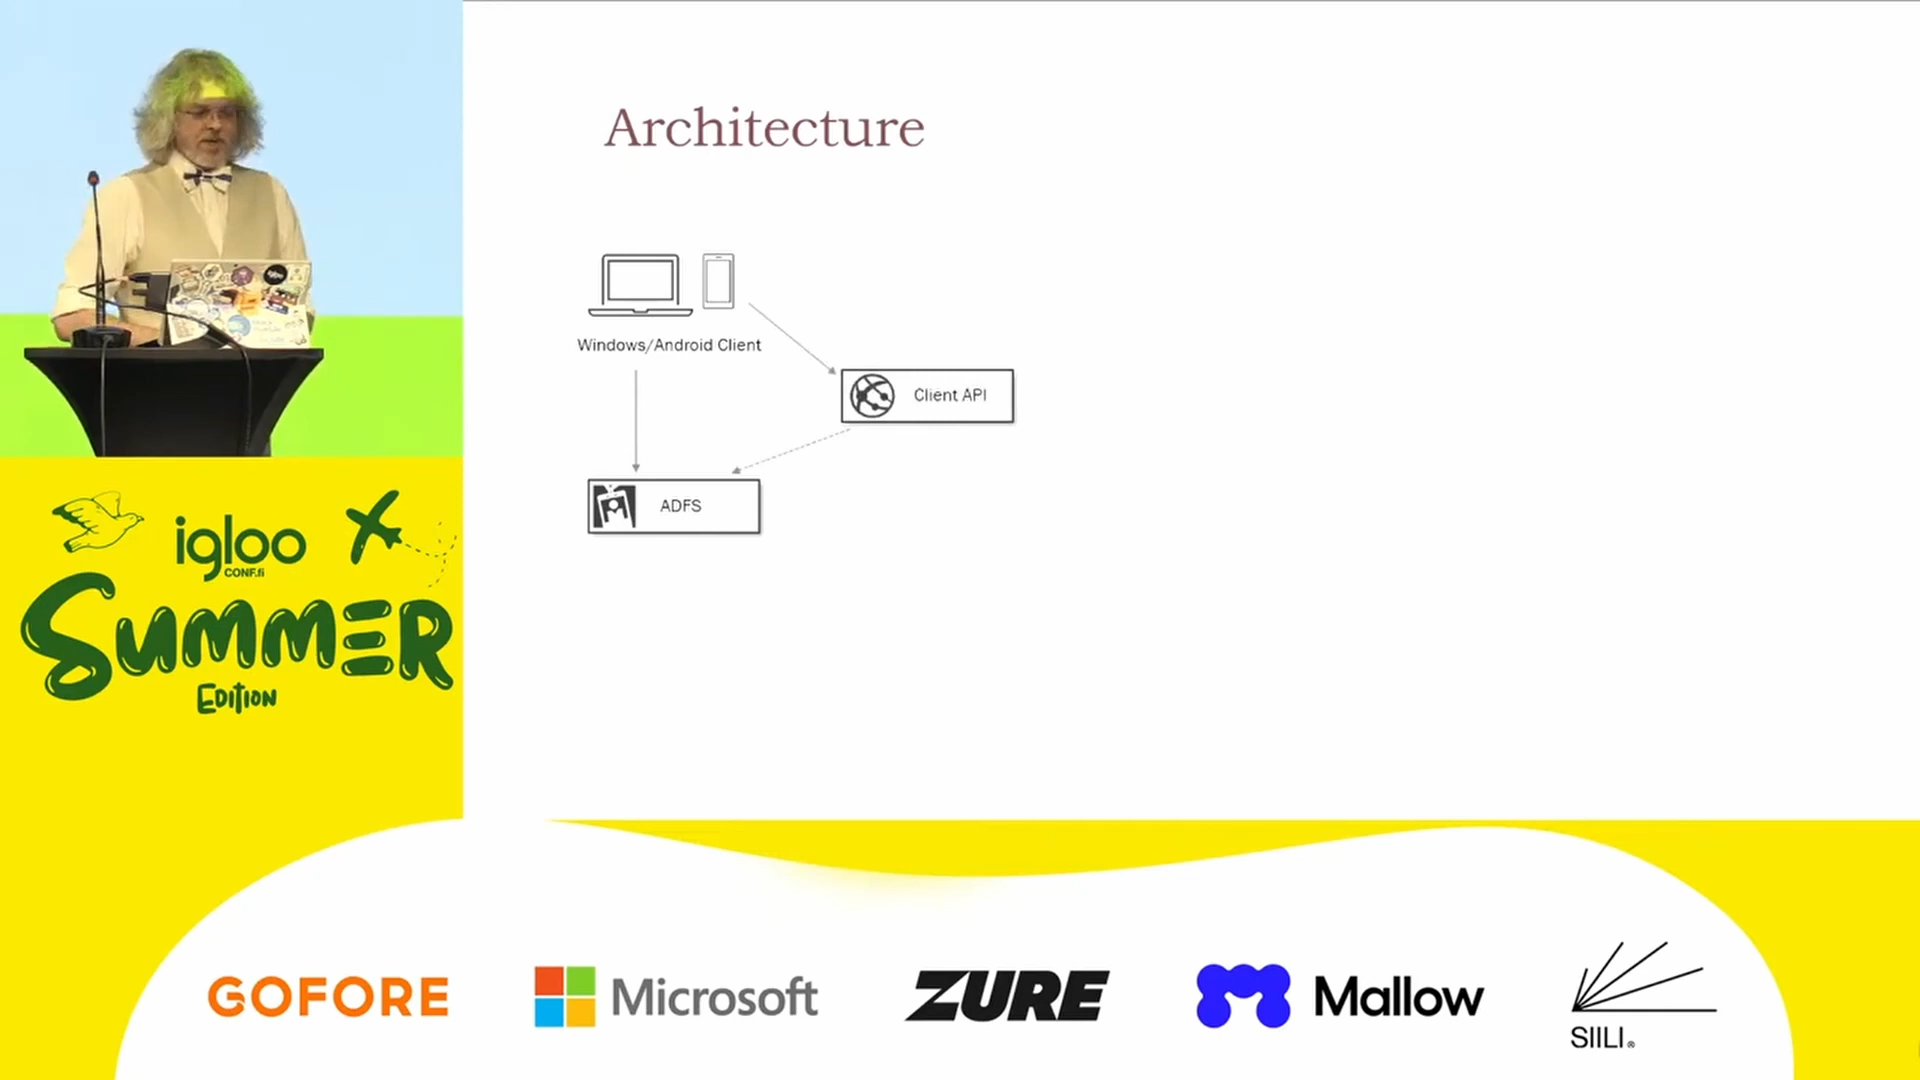 Architecture
Windows/Android Client
Client API
ADFS
igloo
CONF.fi
SUMMER
EDITION
GOFORE
Microsoft
ZURE
Mallow
SIILI®